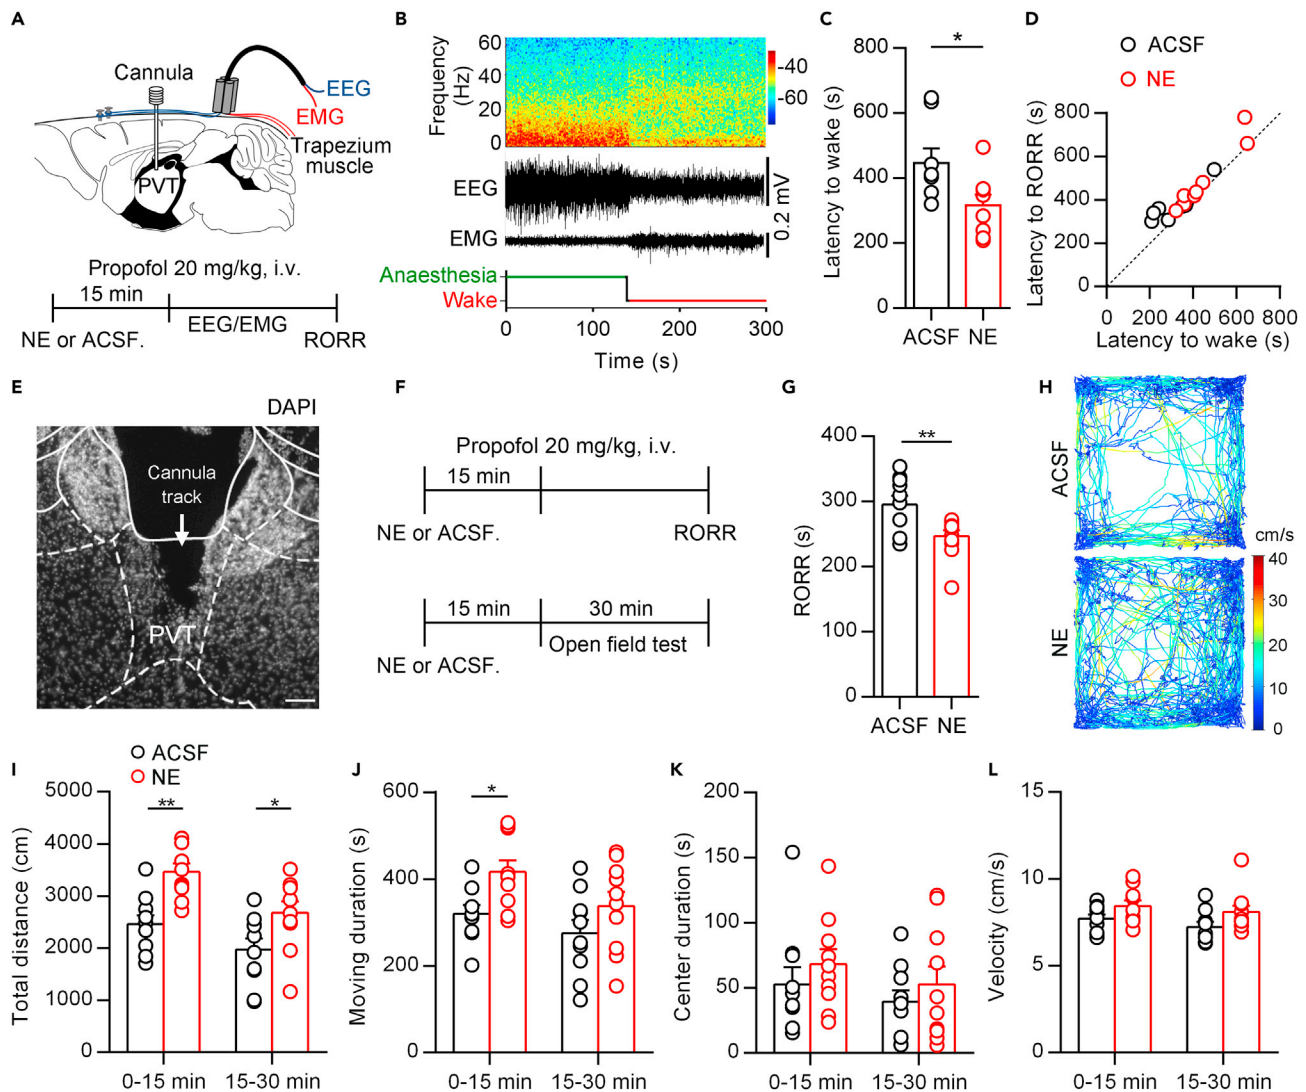 A
Cannula
EEG
EMG
Trapezium
muscle
PVT
Propofol 20 mg/kg, i.v.
15 min
EEG/EMG
NE or ACSF.
RORR
B
Frequency
(Hz)
60
40
20
0
-40
-60
EEG
EMG
0.2 mV
Anaesthesia
Wake
0
100
200
300
Time (s)
C
Latency to wake (s)
800
600
400
200
0
*
ACSF
NE
D
ACSF
NE
Latency to RORR (s)
800
600
400
200
0
0
200
400
600
800
Latency to wake (s)
E
DAPI
Cannula
track
PVT
F
Propofol 20 mg/kg, i.v.
15 min
NE or ACSF.
RORR
15 min
30 min
Open field test
NE or ACSF.
G
RORR (s)
400
300
200
100
0
**
ACSF
NE
H
ACSF
NE
cm/s
40
30
20
10
0
I
ACSF
NE
Total distance (cm)
5000
4000
3000
2000
1000
0
**
*
0-15 min
15-30 min
J
Moving duration (s)
600
400
200
0
*
0-15 min
15-30 min
K
Center duration (s)
200
150
100
50
0
0-15 min
15-30 min
L
Velocity (cm/s)
15
10
5
0
0-15 min
15-30 min